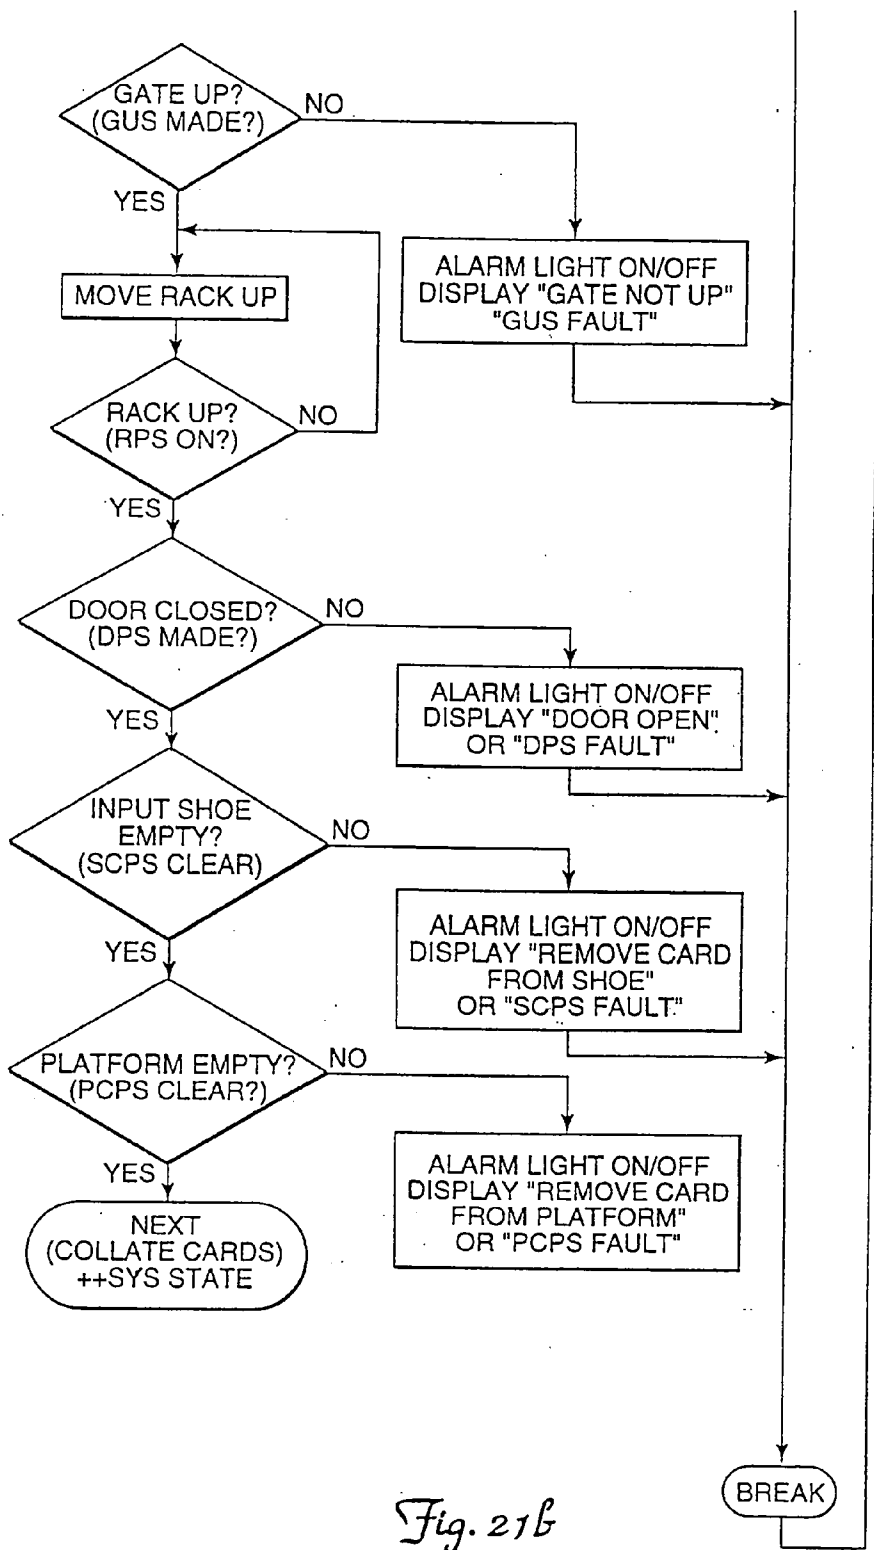 GATE UP?
(GUS MADE?)
NO
YES
ALARM LIGHT ON/OFF
DISPLAY "GATE NOT UP"
"GUS FAULT"
MOVE RACK UP
RACK UP?
(RPS ON?)
NO
YES
DOOR CLOSED?
(DPS MADE?)
NO
YES
ALARM LIGHT ON/OFF
DISPLAY "DOOR OPEN"
OR "DPS FAULT"
INPUT SHOE
EMPTY?
(SCPS CLEAR)
NO
YES
ALARM LIGHT ON/OFF
DISPLAY "REMOVE CARD
FROM SHOE"
OR "SCPS FAULT"
PLATFORM EMPTY?
(PCPS CLEAR?)
NO
YES
ALARM LIGHT ON/OFF
DISPLAY "REMOVE CARD
FROM PLATFORM"
OR "PCPS FAULT"
NEXT
(COLLATE CARDS)
++SYS STATE
BREAK
Fig. 21b